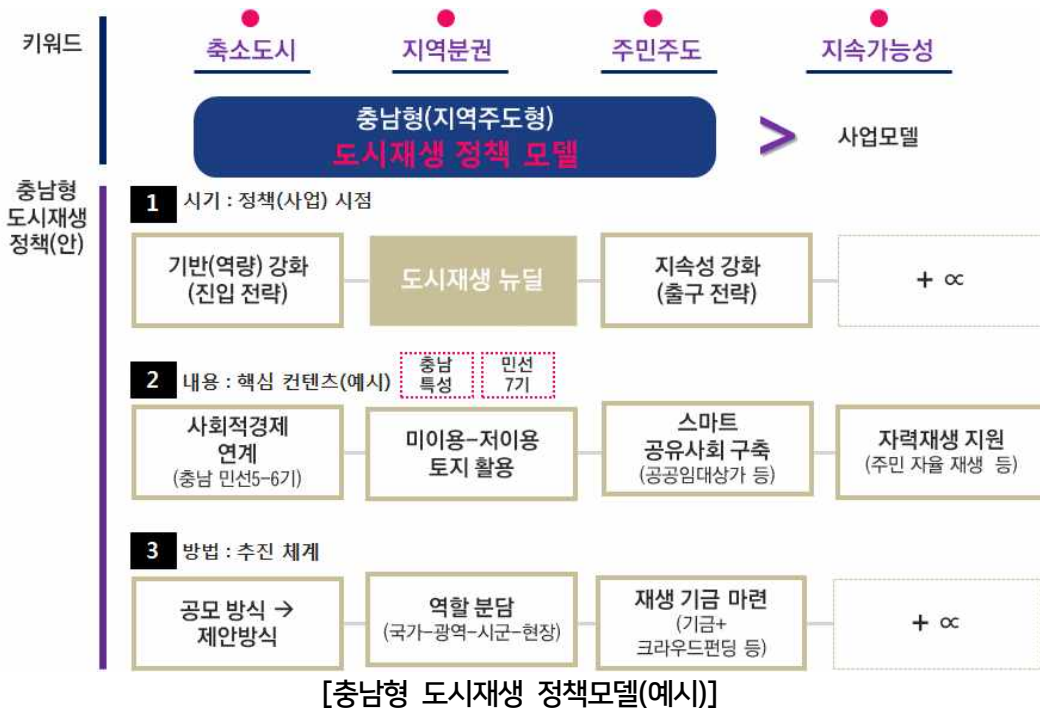 키워드
축소도시
지역분권
주민주도
지속가능성
충남형(지역주도형)
도시재생 정책 모델
>
사업모델
충남형
도시재생
정책(안)
1 시기 : 정책(사업) 시점
기반(역량) 강화
(진입 전략)
도시재생 뉴딜
지속성 강화
(출구 전략)
+ ∝
2 내용 : 핵심 컨텐츠(예시)
충남
특성
민선
7기
사회적경제
연계
(충남 민선5-6기)
미이용-저이용
토지 활용
스마트
공유사회 구축
(공공임대상가 등)
자력재생 지원
(주민 자율 재생 등)
3 방법 : 추진 체계
공모 방식 →
제안방식
역할 분담
(국가-광역-시군-현장)
재생 기금 마련
(기금+
크라우드펀딩 등)
+ ∝
[충남형 도시재생 정책모델(예시)]